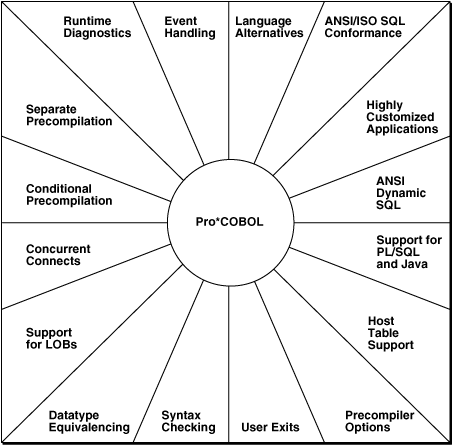 Runtime
Diagnostics
Event
Handling
Language
Alternatives
ANSI/ISO SQL
Conformance
Separate
Precompilation
Highly
Customized
Applications
Conditional
Precompilation
ANSI
Dynamic
SQL
Pro*COBOL
Concurrent
Connects
Support for
PL/SQL
and Java
Support
for LOBs
Host
Table
Support
Datatype
Equivalencing
Syntax
Checking
User Exits
Precompiler
Options